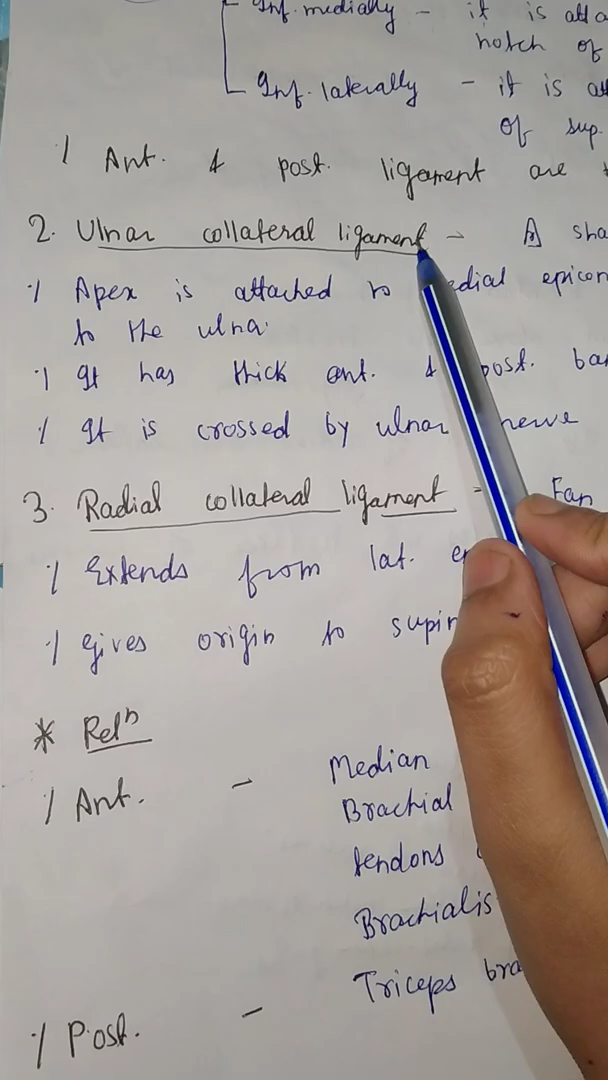 Inf. medially - it is att a
notch of
Inf. laterally - it is att
of sup.
Ant. & post. ligament are
2. Ulnar collateral ligament - A sha
Apex is attached to medial epicon
to the ulna.
It has thick ant. & post. ban
It is crossed by ulnar nerve
3. Radial collateral ligament - Fan
Extends from lat. e
Gives origin to supin
* Relⁿ
Ant. - Median
Brachial
tendons
Brachialis
Triceps bra
Post. -